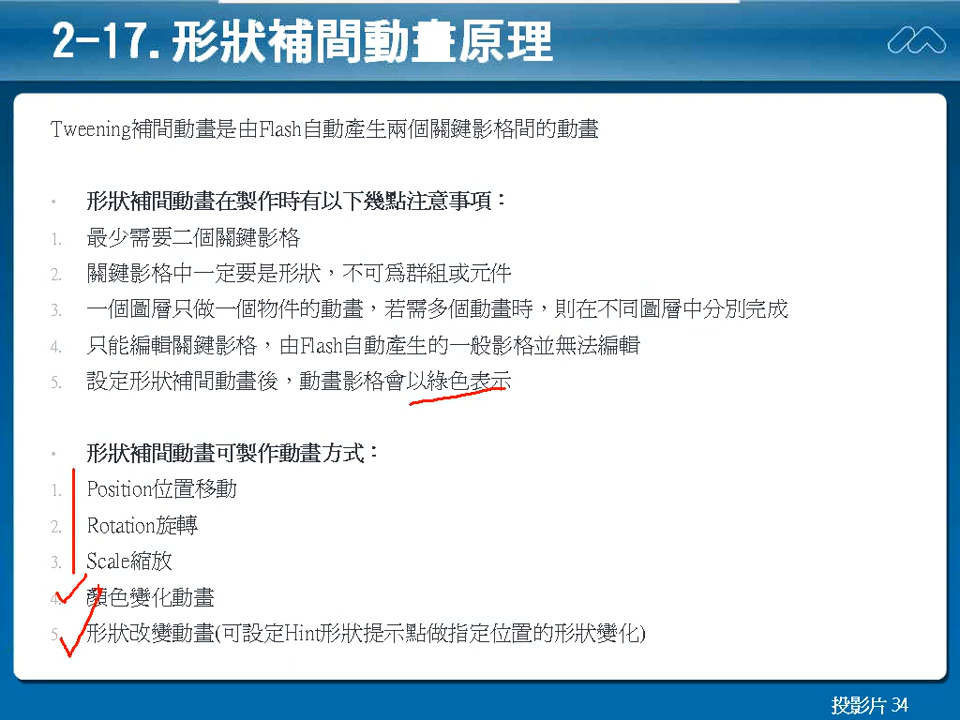 2-17.形狀補間動畫原理
Tweening補間動畫是由Flash自動產生兩個關鍵影格間的動畫
• 形狀補間動畫在製作時有以下幾點注意事項：
1. 最少需要二個關鍵影格
2. 關鍵影格中一定要是形狀，不可為群組或元件
3. 一個圖層只做一個物件的動畫，若需多個動畫時，則在不同圖層中分別完成
4. 只能編輯關鍵影格，由Flash自動產生的一般影格並無法編輯
5. 設定形狀補間動畫後，動畫影格會以綠色表示
• 形狀補間動畫可製作動畫方式：
1. Position位置移動
2. Rotation旋轉
3. Scale縮放
4. 顏色變化動畫
5. 形狀改變動畫(可設定Hint形狀提示點做指定位置的形狀變化)
投影片 34